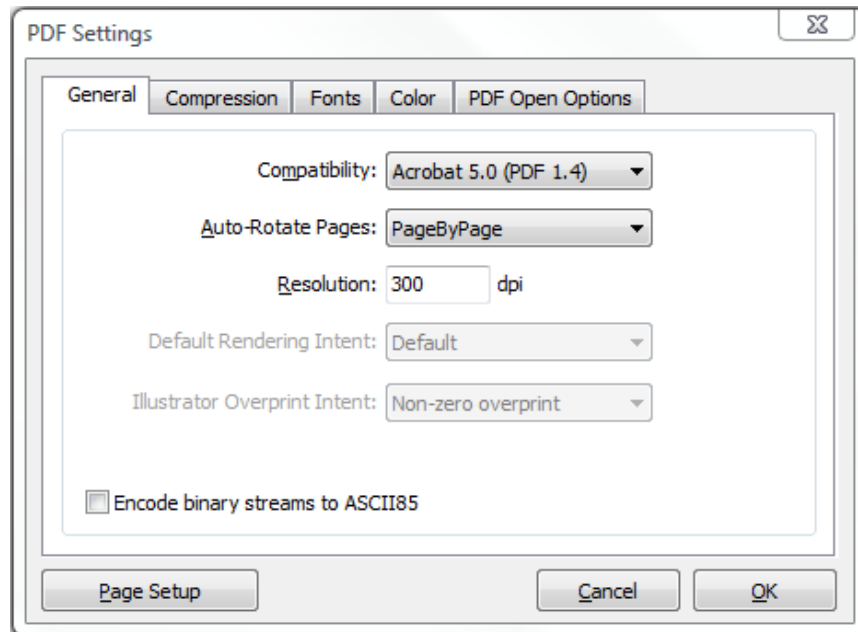 PDF Settings
General Compression Fonts Color PDF Open Options
Compatibility: Acrobat 5.0 (PDF 1.4)
Auto-Rotate Pages: PageByPage
Resolution: 300 dpi
Default Rendering Intent: Default
Illustrator Overprint Intent: Non-zero overprint
Encode binary streams to ASCII85
Page Setup Cancel OK